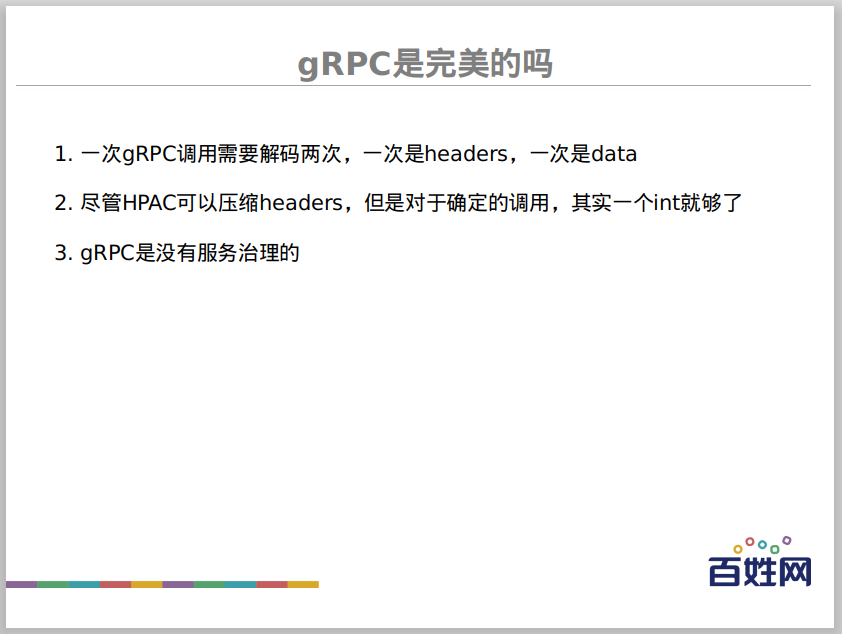 gRPC是完美的吗
1. 一次gRPC调用需要解码两次，一次是headers，一次是data
2. 尽管HPAC可以压缩headers，但是对于确定的调用，其实一个int就够了
3. gRPC是没有服务治理的
百姓网